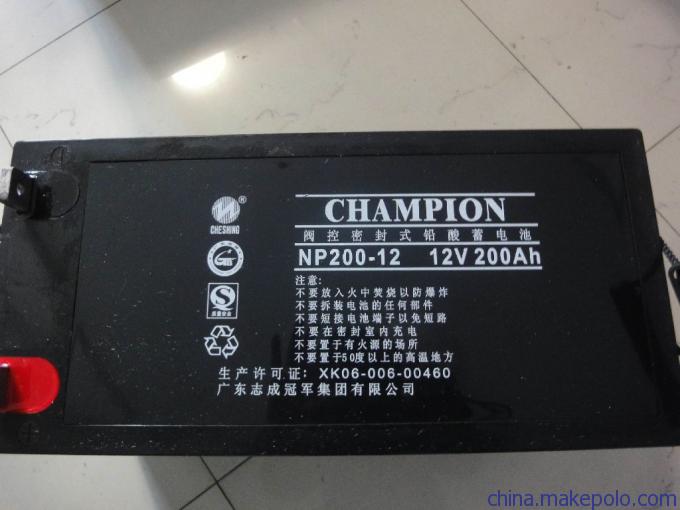 CHESHING
®
CHAMPION
阀控密封式铅酸蓄电池
NP200-12 12V 200Ah
注意:
不要放入火中焚烧以防爆炸
不要拆装电池的任何部件
不要短接电池端子以免短路
不要在密封室内充电
不要置于有火源的场所
不要置于50度以上的高温地方
质量安全
生产许可证: XK06-006-00460
广东志成冠军集团有限公司
china.makepolo.com